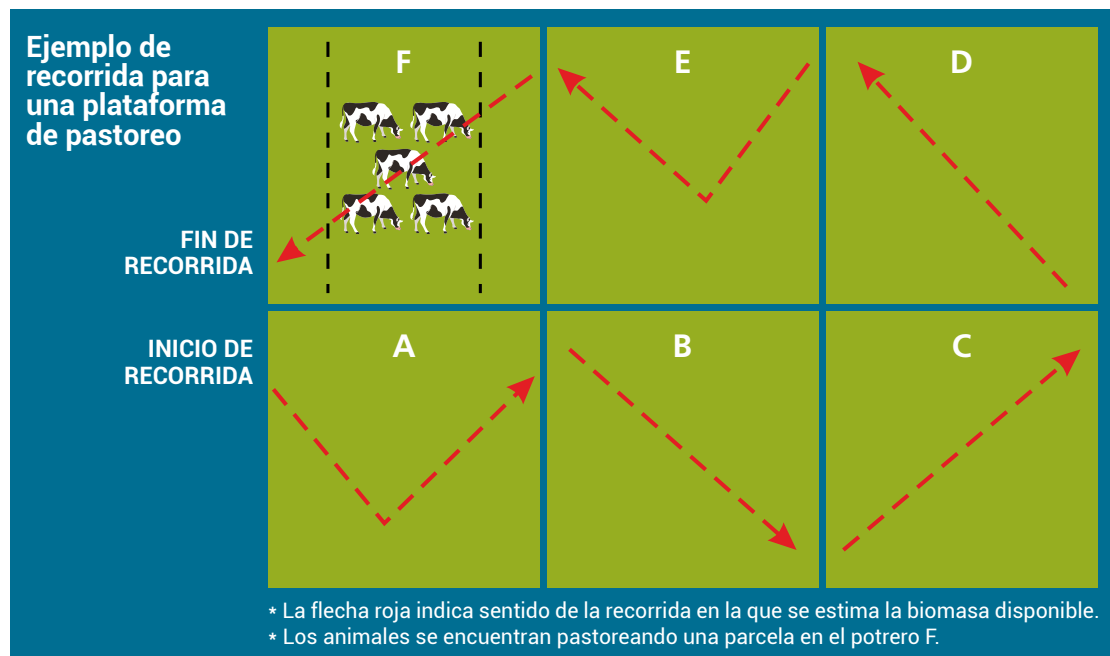 Ejemplo de
recorrida para
una plataforma
de pastoreo
F
E
D
FIN DE
RECORRIDA
INICIO DE
RECORRIDA
A
B
C
* La flecha roja indica sentido de la recorrida en la que se estima la biomasa disponible.
* Los animales se encuentran pastoreando una parcela en el potrero F.